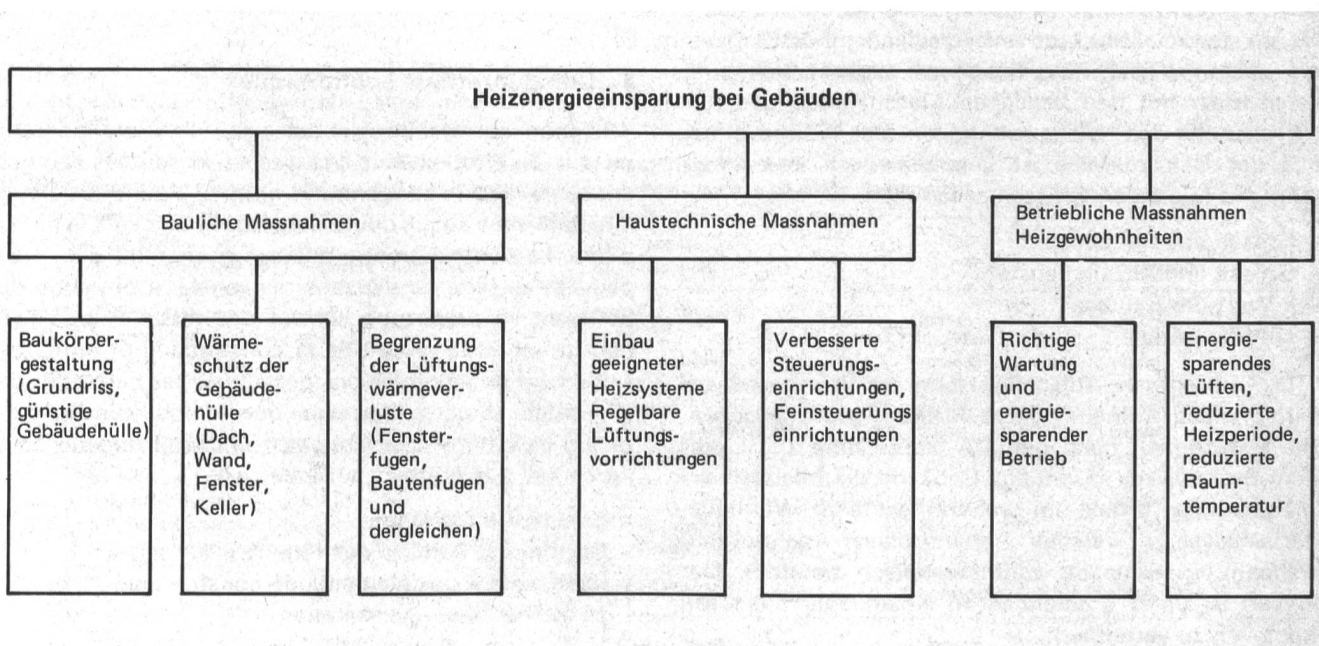 Heizenergieeinsparung bei Gebäuden
Bauliche Massnahmen
Haustechnische Massnahmen
Betriebliche Massnahmen
Heizgewohnheiten
Baukörper-
gestaltung
(Grundriss,
günstige
Gebäudehülle)
Wärme-
schutz der
Gebäude-
hülle
(Dach,
Wand,
Fenster,
Keller)
Begrenzung
der Lüftungs-
wärmever-
luste
(Fenster-
fugen
Bautenfugen
und
dergleichen)
Einbau
geeigneter
Heizsysteme
Regelbare
Lüftungs-
vorrichtungen
Verbesserte
Steuerungs-
einrichtungen,
Feinsteuerungs
einrichtungen
Richtige
Wartung
und
energie-
sparender
Betrieb
Energie-
sparendes
Lüften,
reduzierte
Heizperiode,
reduzierte
Raum-
temperatur